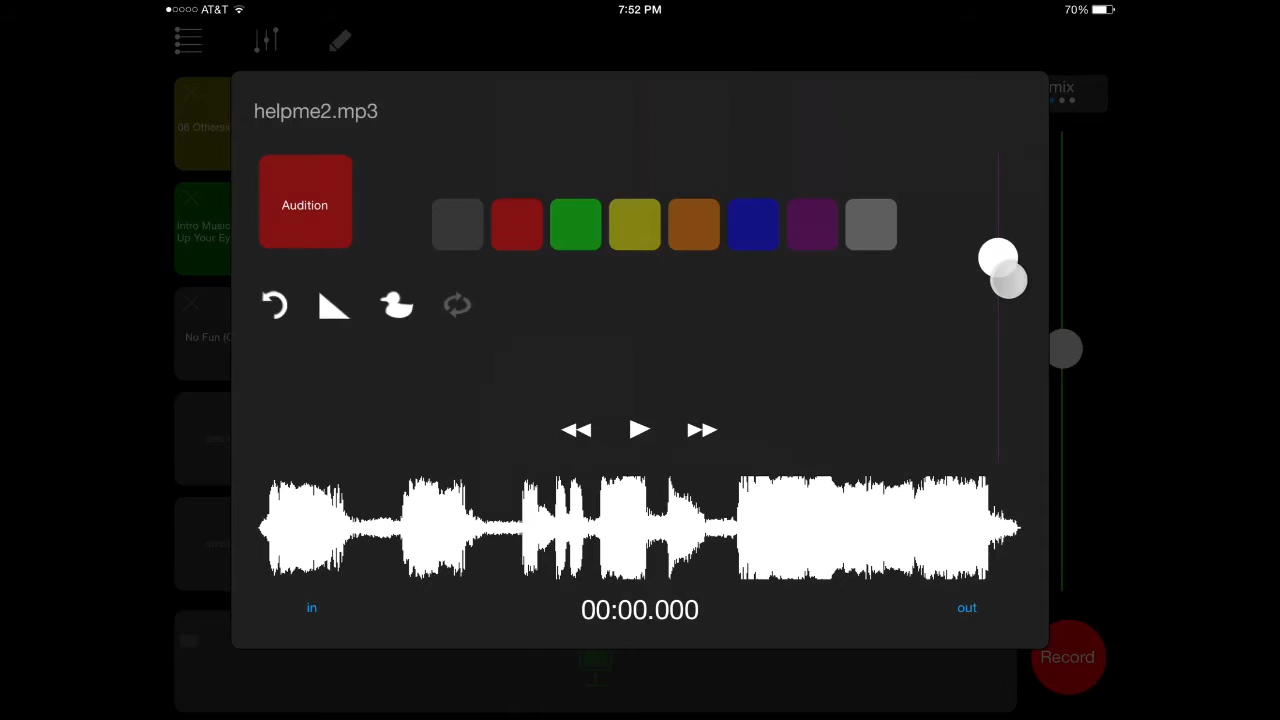 AT&T
7:52 PM
70%
mix
helpme2.mp3
06 Others
Audition
Intro Music
Up Your Ey
No Fun (C
in
00:00.000
out
Record